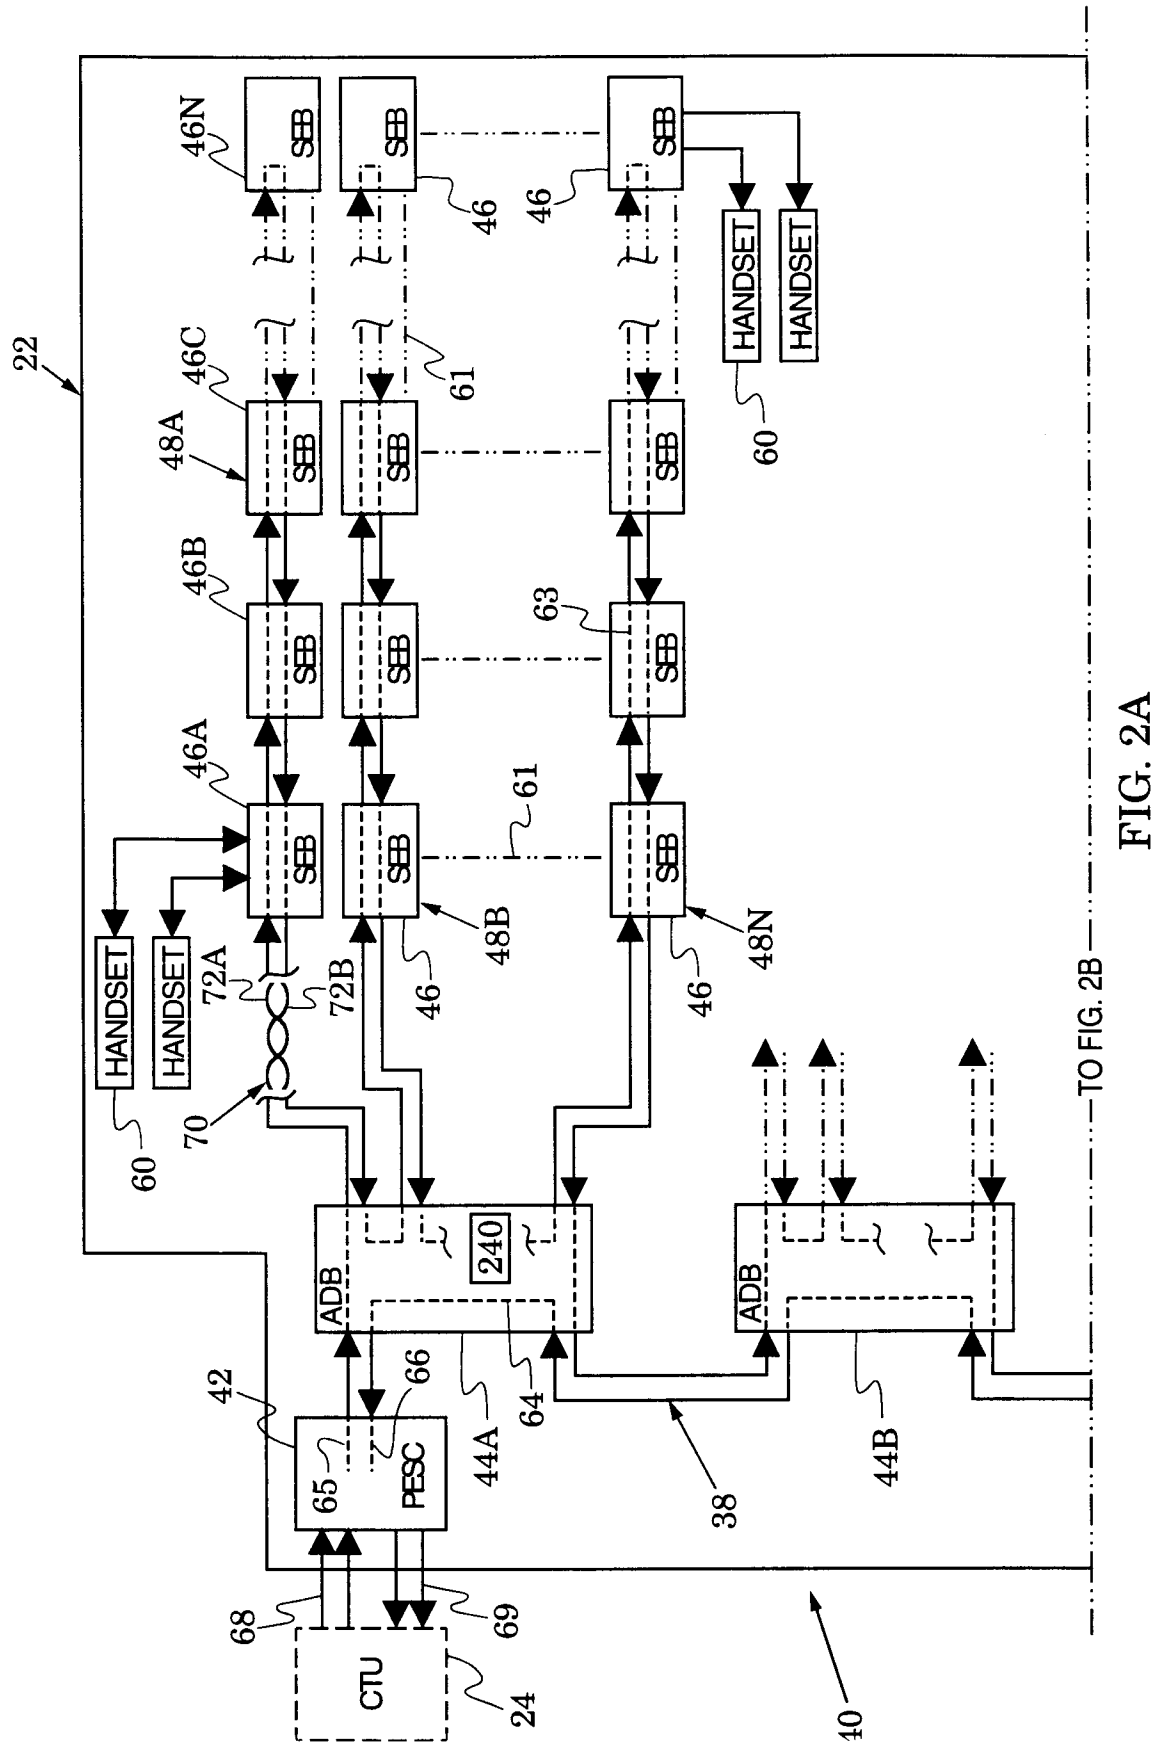 22
46N
SEB
46
SEB
46
SEB
HANDSET
HANDSET
60
46C
48A
SEB
SEB
61
SEB
46B
SEB
SEB
63
SEB
46A
SEB
SEB
61
SEB
48B
46
48N
46
HANDSET
HANDSET
60
72A
72B
70
ADB
240
64
44A
ADB
44B
38
42
PESC
65
66
68
69
CTU
24
40
TO FIG. 2B
FIG. 2A